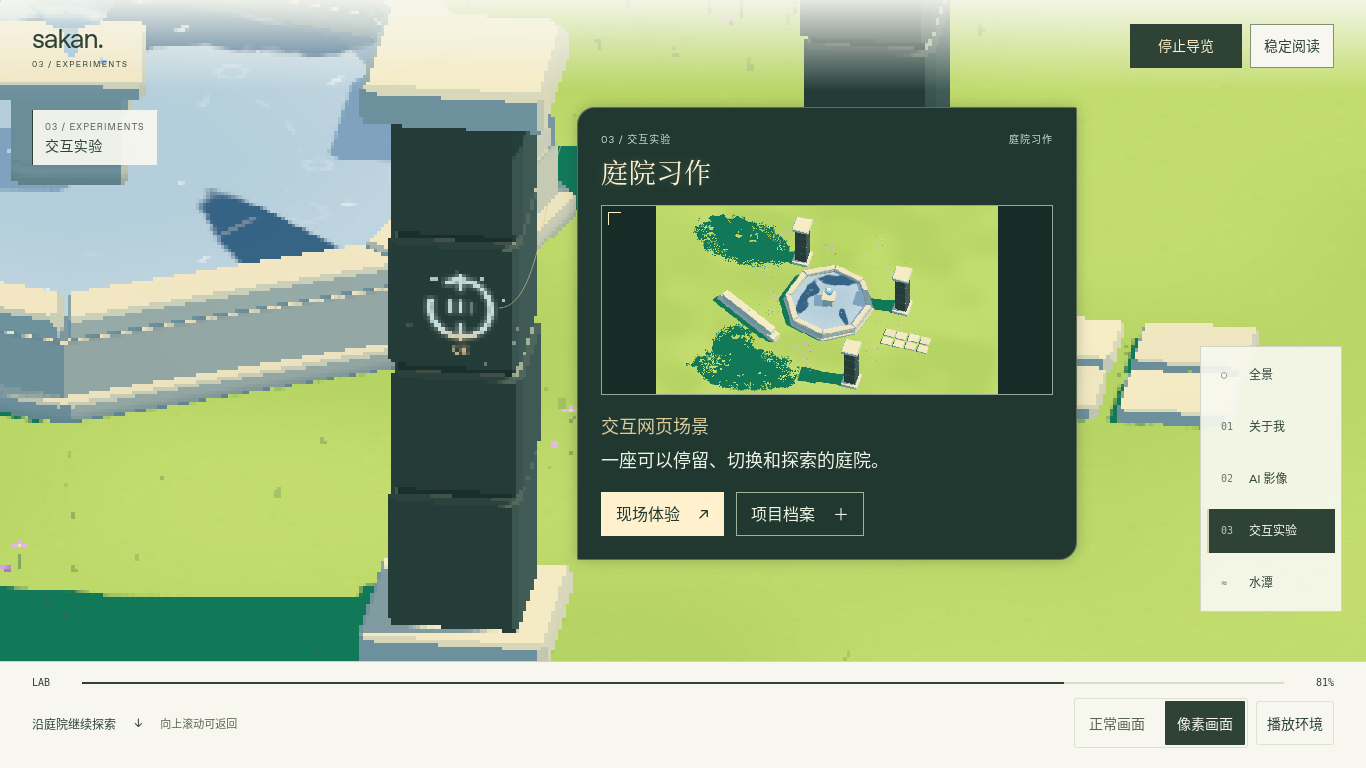 sakan.
03 / EXPERIMENTS
停止导览
稳定阅读
03 / EXPERIMENTS
交互实验
03 / 交互实验
庭院习作
庭院习作
交互网页场景
一座可以停留、切换和探索的庭院。
现场体验 ↗
项目档案 +
○ 全景
01 关于我
02 AI 影像
03 交互实验
≈ 水潭
LAB
81%
沿庭院继续探索 ↓ 向上滚动可返回
正常画面
像素画面
播放环境